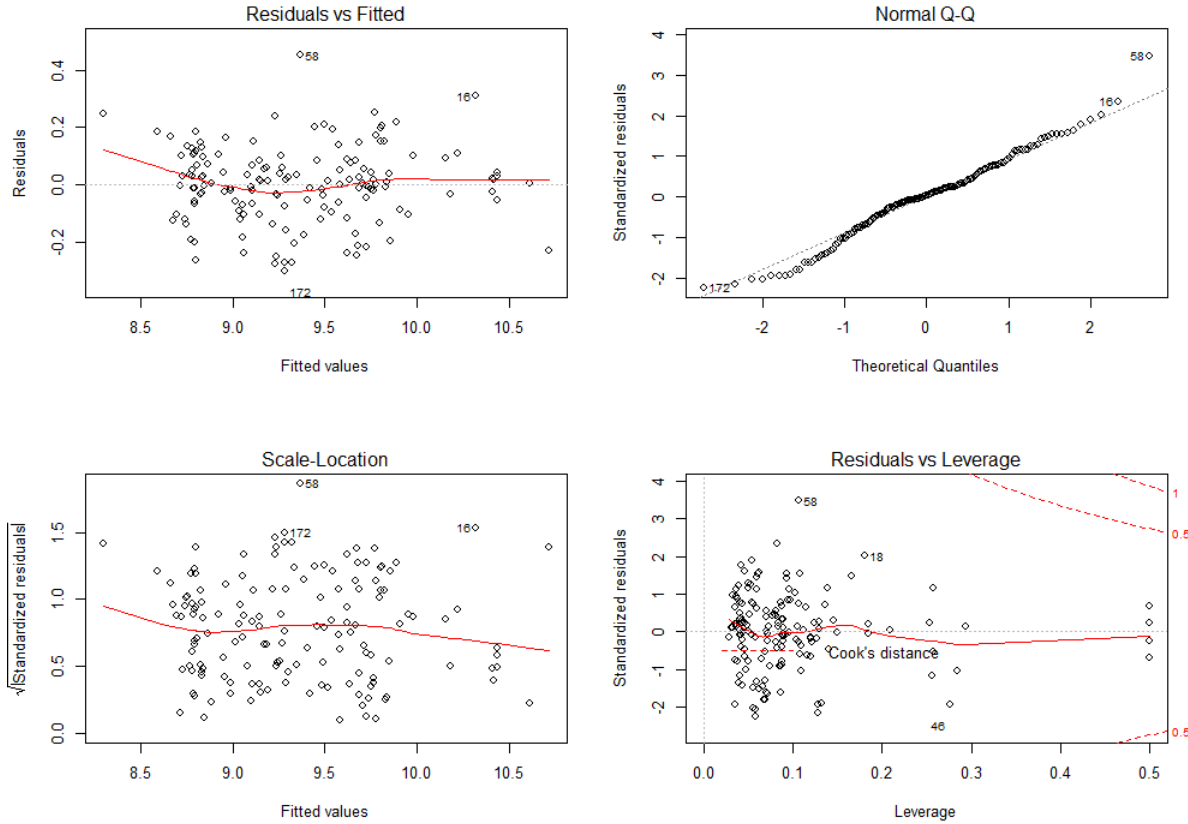 Residuals vs Fitted
Residuals
0.4
0.2
0.0
-0.2
58
16
172
8.5 9.0 9.5 10.0 10.5
Fitted values
Normal Q-Q
Standardized residuals
4
3
2
1
0
-1
-2
58
16
172
-2 -1 0 1 2
Theoretical Quantiles
Scale-Location
√|Standardized residuals|
1.5
1.0
0.5
0.0
58
172
16
8.5 9.0 9.5 10.0 10.5
Fitted values
Residuals vs Leverage
Standardized residuals
4
3
2
1
0
-1
-2
58
18
46
Cook's distance
1
0.5
0.5
0.0 0.1 0.2 0.3 0.4 0.5
Leverage